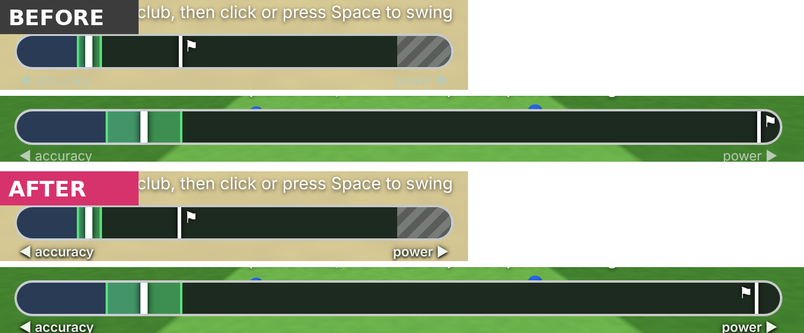 BEFORE
club, then click or press Space to swing
◀ accuracy
power ▶
AFTER
club, then click or press Space to swing
◀ accuracy
power ▶
◀ accuracy
power ▶